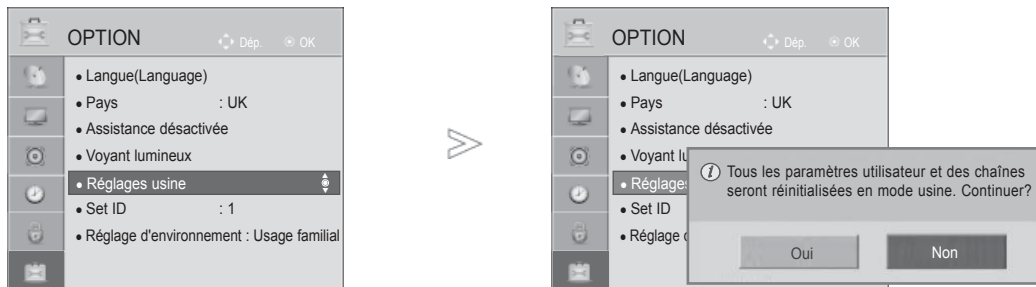 OPTION
Dép. OK
• Langue(Language)
• Pays : UK
• Assistance désactivée
• Voyant lumineux
• Réglages usine
• Set ID : 1
• Réglage d'environnement : Usage familial
OPTION
Dép. OK
• Langue(Language)
• Pays : UK
• Assistance désactivée
• Voyant lu
• Réglages
• Set ID
• Réglage d
Tous les paramètres utilisateur et des chaînes
seront réinitialisées en mode usine. Continuer?
Oui Non